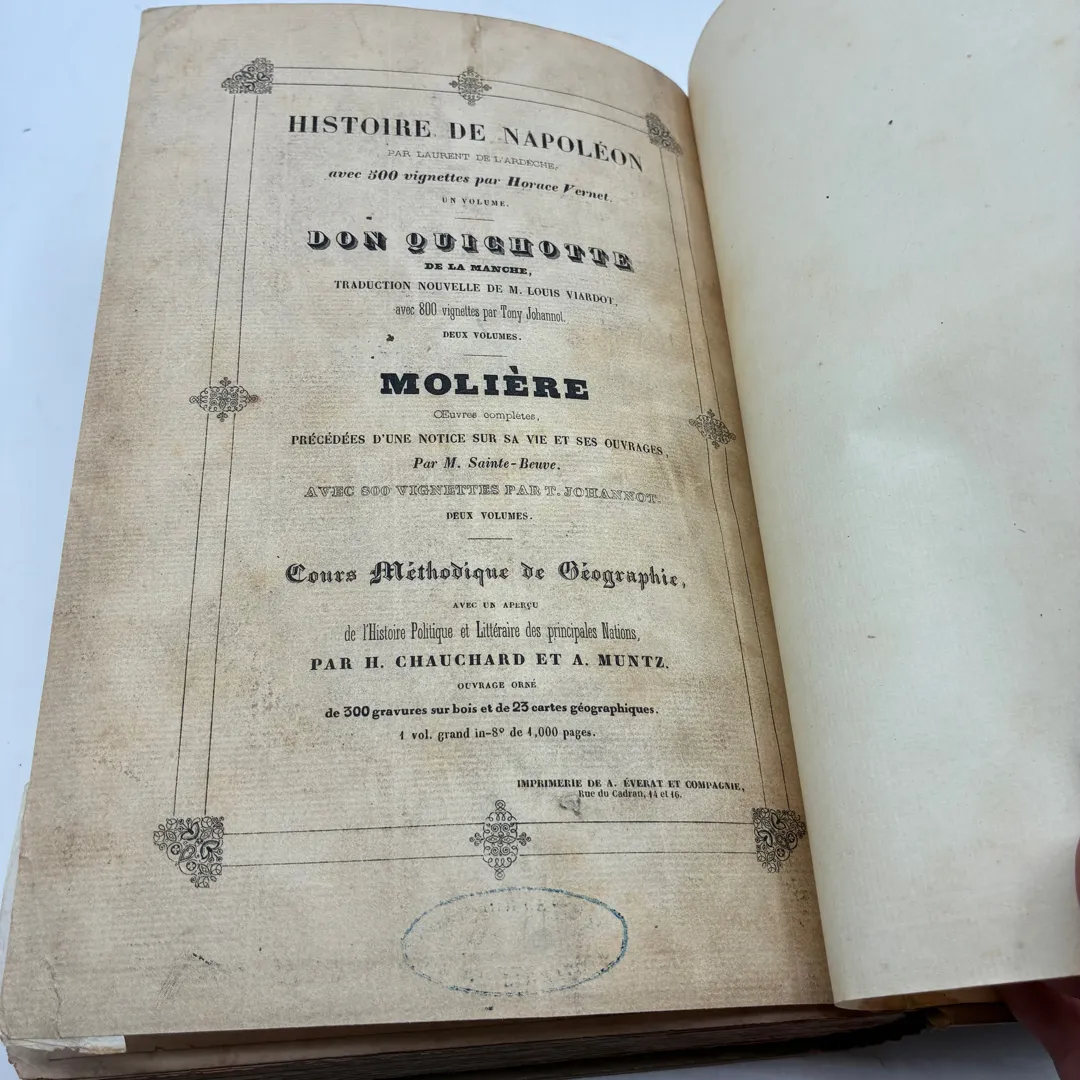 HISTOIRE DE NAPOLÉON
PAR LAURENT DE L'ARDÈCHE,
avec 500 vignettes par Horace Vernet.
UN VOLUME.
DON QUICHOTTE
DE LA MANCHE,
TRADUCTION NOUVELLE DE M. LOUIS VIARDOT,
avec 800 vignettes par Tony Johannot.
DEUX VOLUMES.
MOLIÈRE
Œuvres complètes,
PRÉCÉDÉES D'UNE NOTICE SUR SA VIE ET SES OUVRAGES,
Par M. Sainte-Beuve.
AVEC 800 VIGNETTES PAR T. JOHANNOT.
DEUX VOLUMES.
Cours Méthodique de Géographie,
AVEC UN APERÇU
de l'Histoire Politique et Littéraire des principales Nations,
PAR H. CHAUCHARD ET A. MUNTZ.
OUVRAGE ORNÉ
de 300 gravures sur bois et de 23 cartes géographiques.
1 vol. grand in-8° de 1,000 pages.
IMPRIMERIE DE A. ÉVERAT ET COMPAGNIE,
Rue du Cadran, 14 et 16.